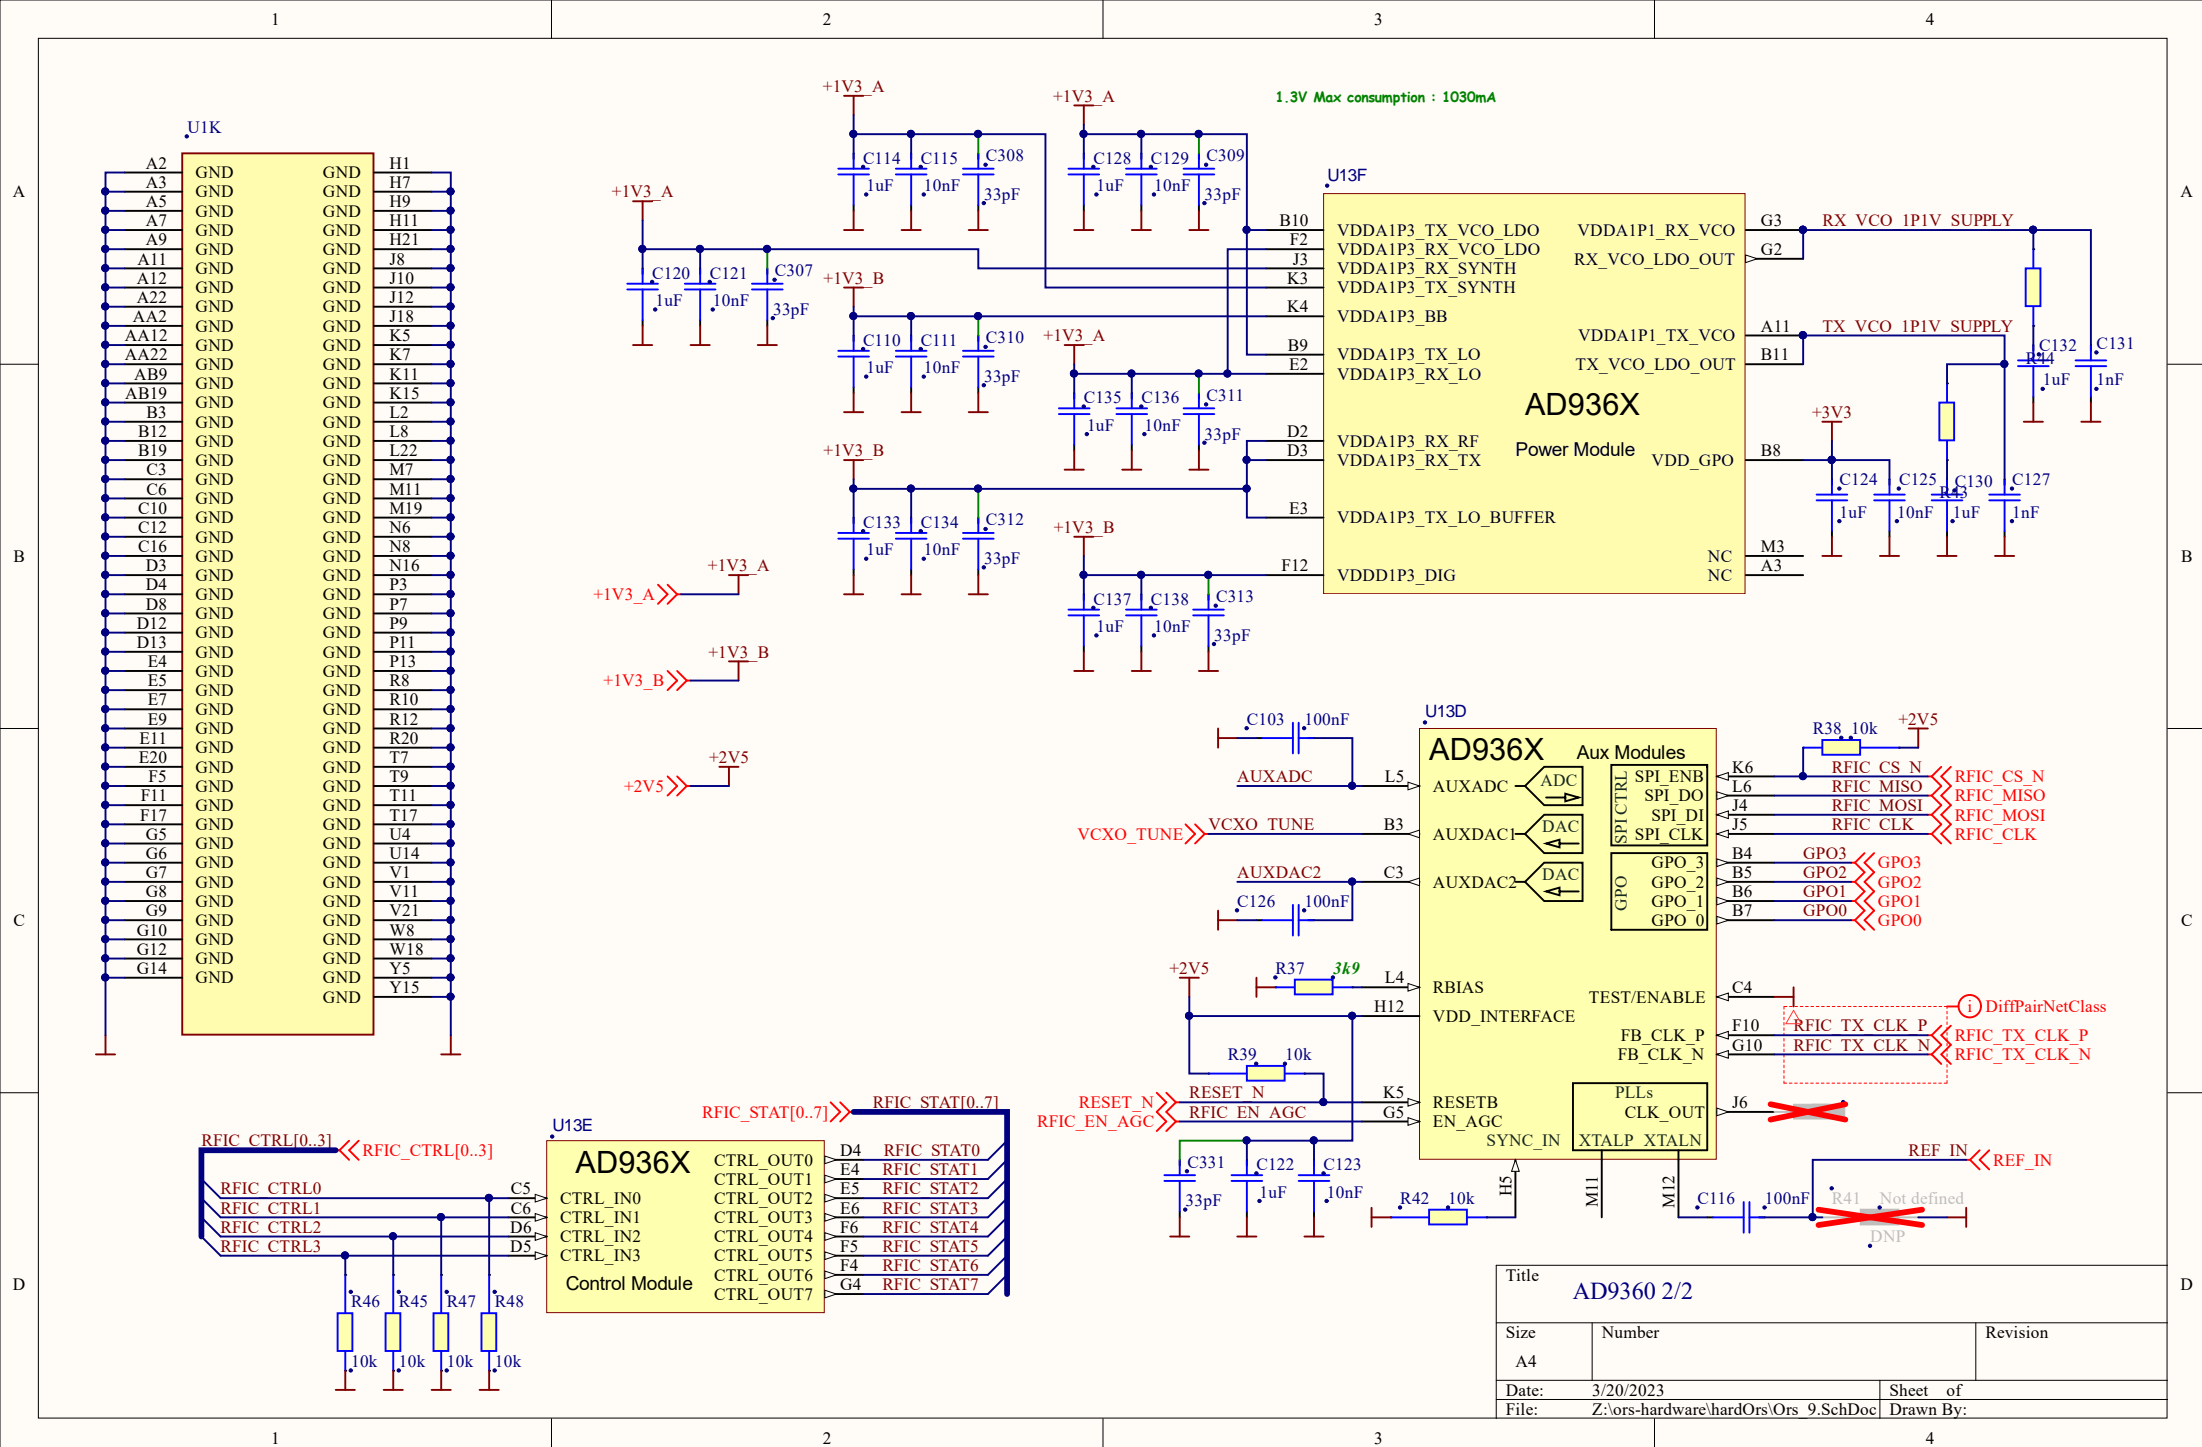 1 2 3 4
A A
B B
C C
D D
1 2 3 4
U1K
A2 GND GND H1
A3 GND GND H7
A5 GND GND H9
A7 GND GND H11
A9 GND GND H21
A11 GND GND J8
A12 GND GND J10
A22 GND GND J12
AA2 GND GND J18
AA12 GND GND K5
AA22 GND GND K7
AB9 GND GND K11
AB19 GND GND K15
B3 GND GND L2
B12 GND GND L8
B19 GND GND L22
C3 GND GND M7
C6 GND GND M11
C10 GND GND M19
C12 GND GND N6
C16 GND GND N8
D3 GND GND N16
D4 GND GND P3
D8 GND GND P7
D12 GND GND P9
D13 GND GND P11
E4 GND GND P13
E5 GND GND R8
E7 GND GND R10
E9 GND GND R12
E11 GND GND R20
E20 GND GND T7
F5 GND GND T9
F11 GND GND T11
F17 GND GND T17
G5 GND GND U4
G6 GND GND U14
G7 GND GND V1
G8 GND GND V11
G9 GND GND V21
G10 GND GND W8
G12 GND GND W18
G14 GND GND Y5
GND Y15
+1V3_A
C114 C115 C308
1uF 10nF 33pF
+1V3_A
C128 C129 C309
1uF 10nF 33pF
1.3V Max consumption : 1030mA
+1V3_A
C120 C121 C307
1uF 10nF 33pF
+1V3_B
C110 C111 C310
1uF 10nF 33pF
+1V3_A
C135 C136 C311
1uF 10nF 33pF
+1V3_B
C133 C134 C312
1uF 10nF 33pF
+1V3_B
C137 C138 C313
1uF 10nF 33pF
+1V3_A +1V3_A
+1V3_B +1V3_B
+2V5 +2V5
U13F
B10 VDDA1P3_TX_VCO_LDO
F2 VDDA1P3_RX_VCO_LDO
J3 VDDA1P3_RX_SYNTH
K3 VDDA1P3_TX_SYNTH
K4 VDDA1P3_BB
B9 VDDA1P3_TX_LO
E2 VDDA1P3_RX_LO
D2 VDDA1P3_RX_RF
D3 VDDA1P3_RX_TX
E3 VDDA1P3_TX_LO_BUFFER
F12 VDDD1P3_DIG
AD936X
Power Module
VDDA1P1_RX_VCO G3 RX_VCO_1P1V_SUPPLY
RX_VCO_LDO_OUT G2
VDDA1P1_TX_VCO A11 TX_VCO_1P1V_SUPPLY
TX_VCO_LDO_OUT B11
VDD_GPO B8
NC M3
NC A3
R44
C132 C131
1uF 1nF
+3V3
C124 C125 C130 C127
R43
1uF 10nF 1uF 1nF
U13D
AD936X Aux Modules
C103 100nF
AUXADC L5 AUXADC ADC
VCXO_TUNE VCXO_TUNE B3 AUXDAC1 DAC
AUXDAC2 C3 AUXDAC2 DAC
C126 100nF
+2V5
R37 3k9 L4 RBIAS
H12 VDD_INTERFACE
R39 10k
RESET_N RESET_N K5 RESETB
RFIC_EN_AGC RFIC_EN_AGC G5 EN_AGC
C331 C122 C123
33pF 1uF 10nF
R42 10k H5 SYNC_IN
R38 10k +2V5
SPI CTRL
SPI_ENB K6 RFIC_CS_N RFIC_CS_N
SPI_DO L6 RFIC_MISO RFIC_MISO
SPI_DI J4 RFIC_MOSI RFIC_MOSI
SPI_CLK J5 RFIC_CLK RFIC_CLK
GPO
GPO_3 B4 GPO3 GPO3
GPO_2 B5 GPO2 GPO2
GPO_1 B6 GPO1 GPO1
GPO_0 B7 GPO0 GPO0
TEST/ENABLE C4
i DiffPairNetClass
FB_CLK_P F10 RFIC_TX_CLK_P RFIC_TX_CLK_P
FB_CLK_N G10 RFIC_TX_CLK_N RFIC_TX_CLK_N
PLLs
CLK_OUT J6
XTALP XTALN
M11 M12
REF_IN REF_IN
C116 100nF R41 Not defined
DNP
RFIC_STAT[0..7] RFIC_STAT[0..7]
RFIC_CTRL[0..3] RFIC_CTRL[0..3]
U13E
AD936X
Control Module
RFIC_CTRL0 C5 CTRL_IN0
RFIC_CTRL1 C6 CTRL_IN1
RFIC_CTRL2 D6 CTRL_IN2
RFIC_CTRL3 D5 CTRL_IN3
CTRL_OUT0 D4 RFIC_STAT0
CTRL_OUT1 E4 RFIC_STAT1
CTRL_OUT2 E5 RFIC_STAT2
CTRL_OUT3 E6 RFIC_STAT3
CTRL_OUT4 F6 RFIC_STAT4
CTRL_OUT5 F5 RFIC_STAT5
CTRL_OUT6 F4 RFIC_STAT6
CTRL_OUT7 G4 RFIC_STAT7
R46 R45 R47 R48
10k 10k 10k 10k
Title AD9360 2/2
Size Number Revision
A4
Date: 3/20/2023 Sheet of
File: Z:\ors-hardware\hardOrs\Ors_9.SchDoc Drawn By: